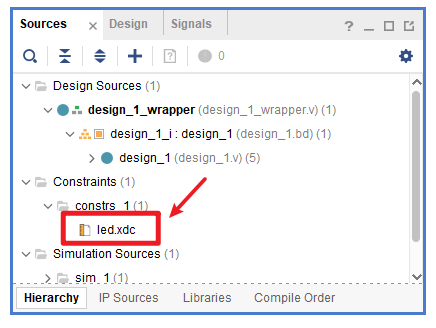 Sources Design Signals
0
Design Sources (1)
design_1_wrapper (design_1_wrapper.v) (1)
design_1_i : design_1 (design_1.bd) (1)
design_1 (design_1.v) (5)
Constraints (1)
constrs_1 (1)
led.xdc
Simulation Sources (1)
sim_1 (1)
Hierarchy IP Sources Libraries Compile Order